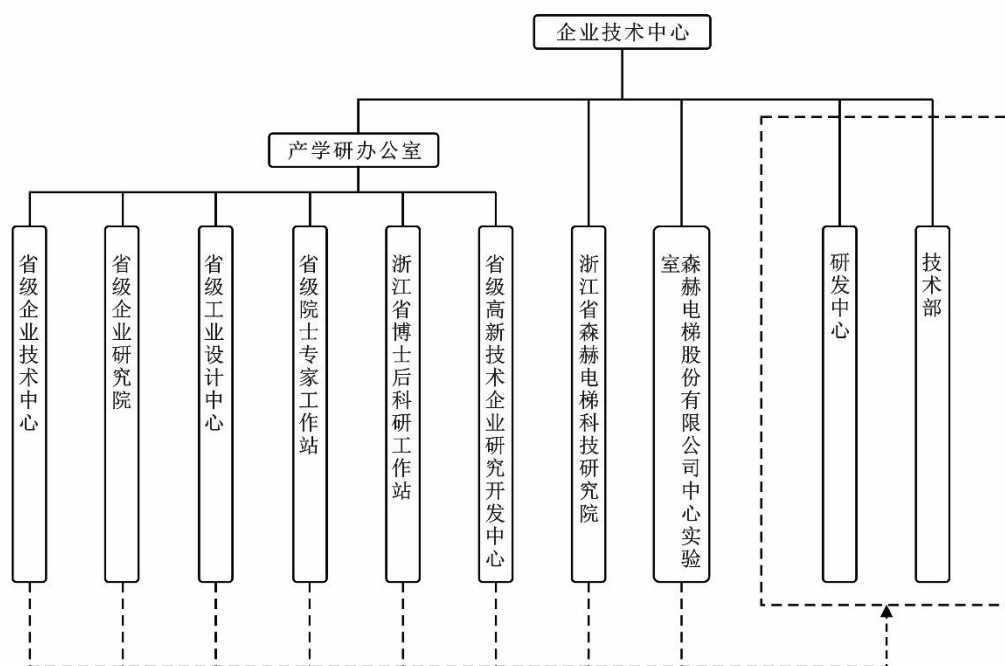 企业技术中心
产学研办公室
省级企业技术中心
省级企业研究院
省级工业设计中心
省级院士专家工作站
浙江省博士后科研工作站
省级高新技术企业研究开发中心
浙江省森赫电梯科技研究院
森赫电梯股份有限公司中心实验
室
研发中心
技术部